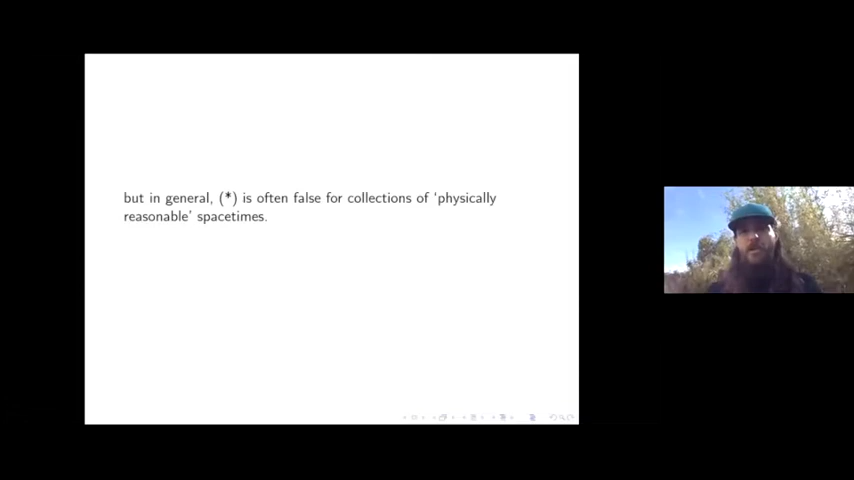 but in general, (*) is often false for collections of ‘physically
reasonable’ spacetimes.